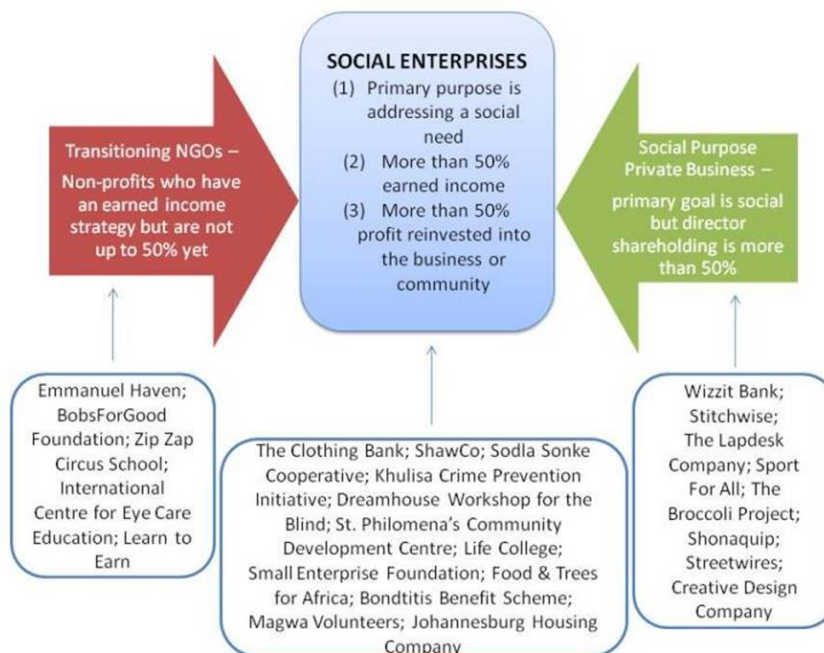 SOCIAL ENTERPRISES
(1) Primary purpose is
addressing a social
need
(2) More than 50%
earned income
(3) More than 50%
profit reinvested into
the business or
community
Transitioning NGOs –
Non-profits who have
an earned income
strategy but are not
up to 50% yet
Social Purpose
Private Business –
primary goal is social
but director
shareholding is more
than 50%
Emmanuel Haven;
BobsForGood
Foundation; Zip Zap
Circus School;
International
Centre for Eye Care
Education; Learn to
Earn
The Clothing Bank; ShawCo; Sodla Sonke
Cooperative; Khulisa Crime Prevention
Initiative; Dreamhouse Workshop for the
Blind; St. Philomena's Community
Development Centre; Life College;
Small Enterprise Foundation; Food & Trees
for Africa; Bondtitis Benefit Scheme;
Magwa Volunteers; Johannesburg Housing
Company
Wizzit Bank;
Stitchwise;
The Lapdesk
Company; Sport
For All; The
Broccoli Project;
Shonaquip;
Streetwires;
Creative Design
Company